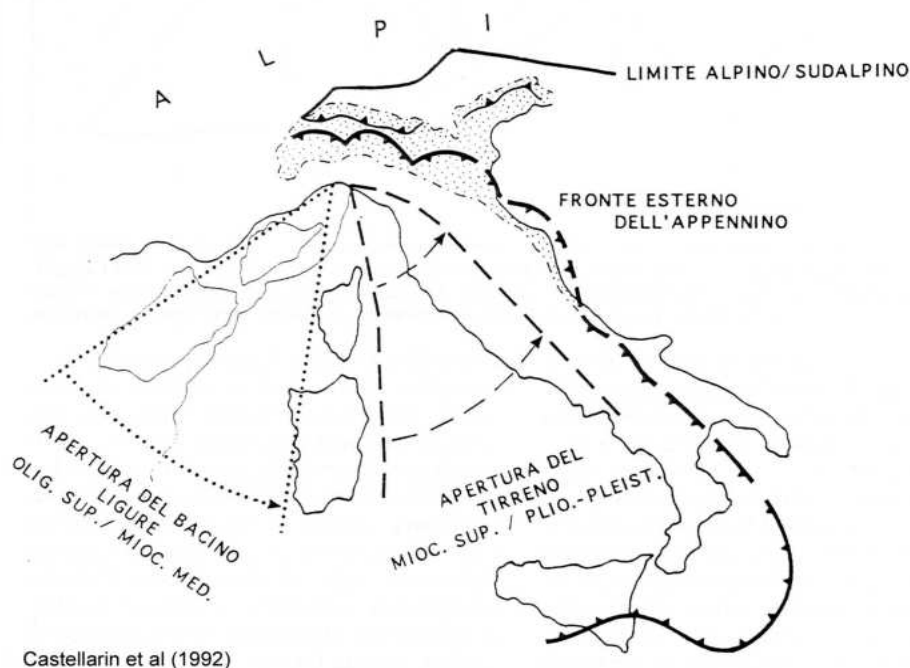 A L P I
LIMITE ALPINO/SUDALPINO
FRONTE ESTERNO
DELL'APPENNINO
APERTURA DEL BACINO
LIGURE
OLIG. SUP./ MIOC. MED.
APERTURA DEL
TIRRENO
MIOC. SUP. / PLIO.-PLEIST.
Castellarin et al (1992)